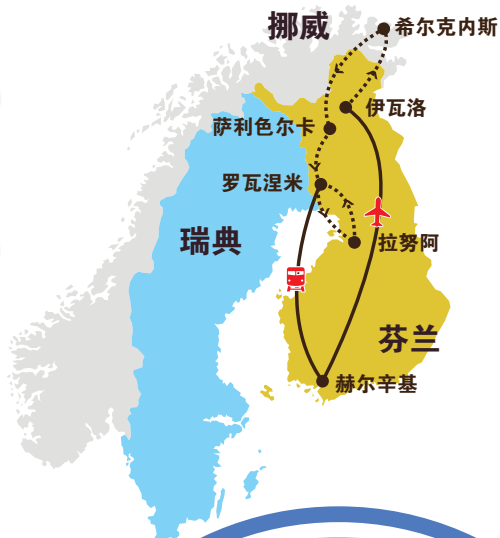 挪威
希尔克内斯
伊瓦洛
萨利色尔卡
罗瓦涅米
瑞典
拉努阿
芬兰
赫尔辛基